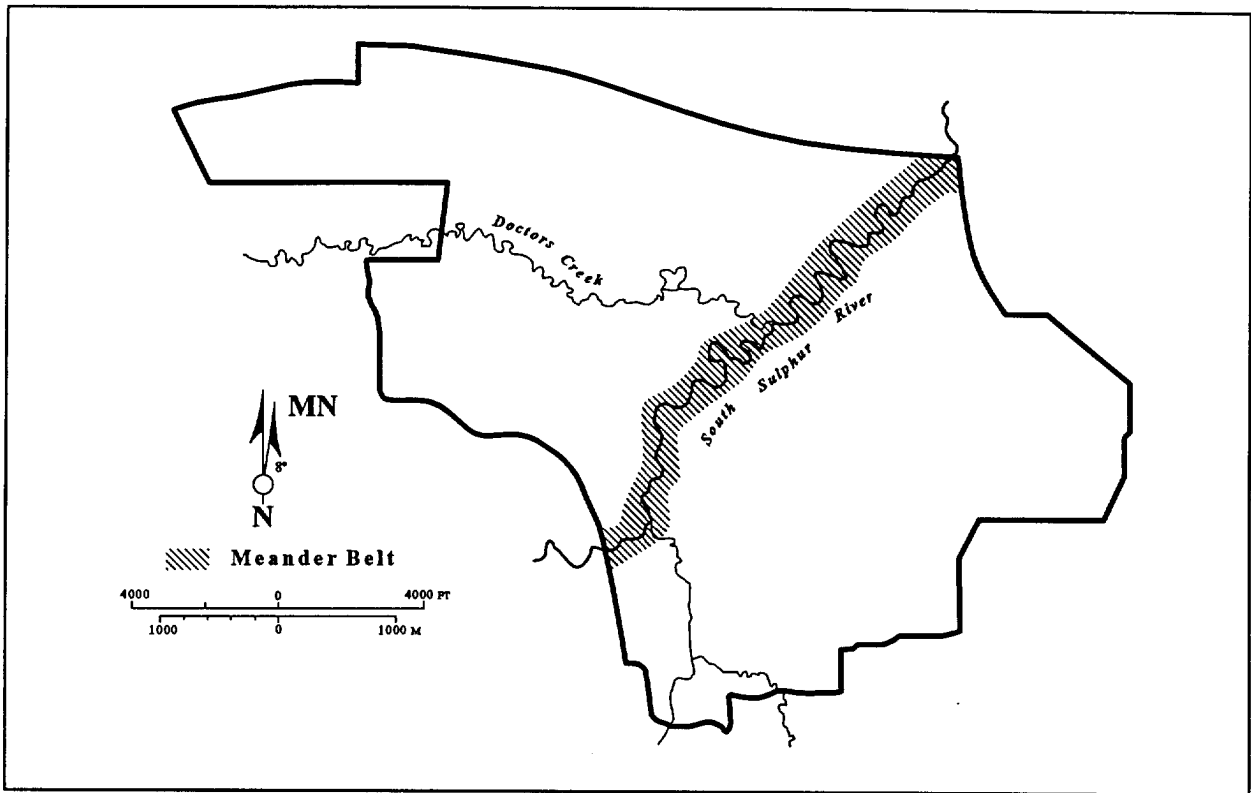 Doctors Creek
South Sulphur River
MN
8°
N
Meander Belt
4000 0 4000 FT
1000 0 1000 M